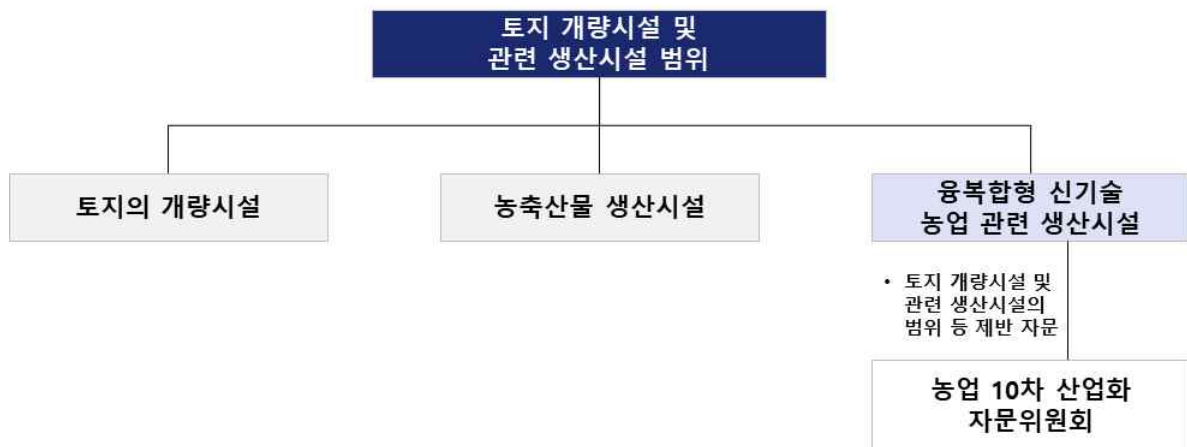 토지 개량시설 및
관련 생산시설 범위
토지의 개량시설
농축산물 생산시설
융복합형 신기술
농업 관련 생산시설
• 토지 개량시설 및
관련 생산시설의
범위 등 제반 자문
농업 10차 산업화
자문위원회